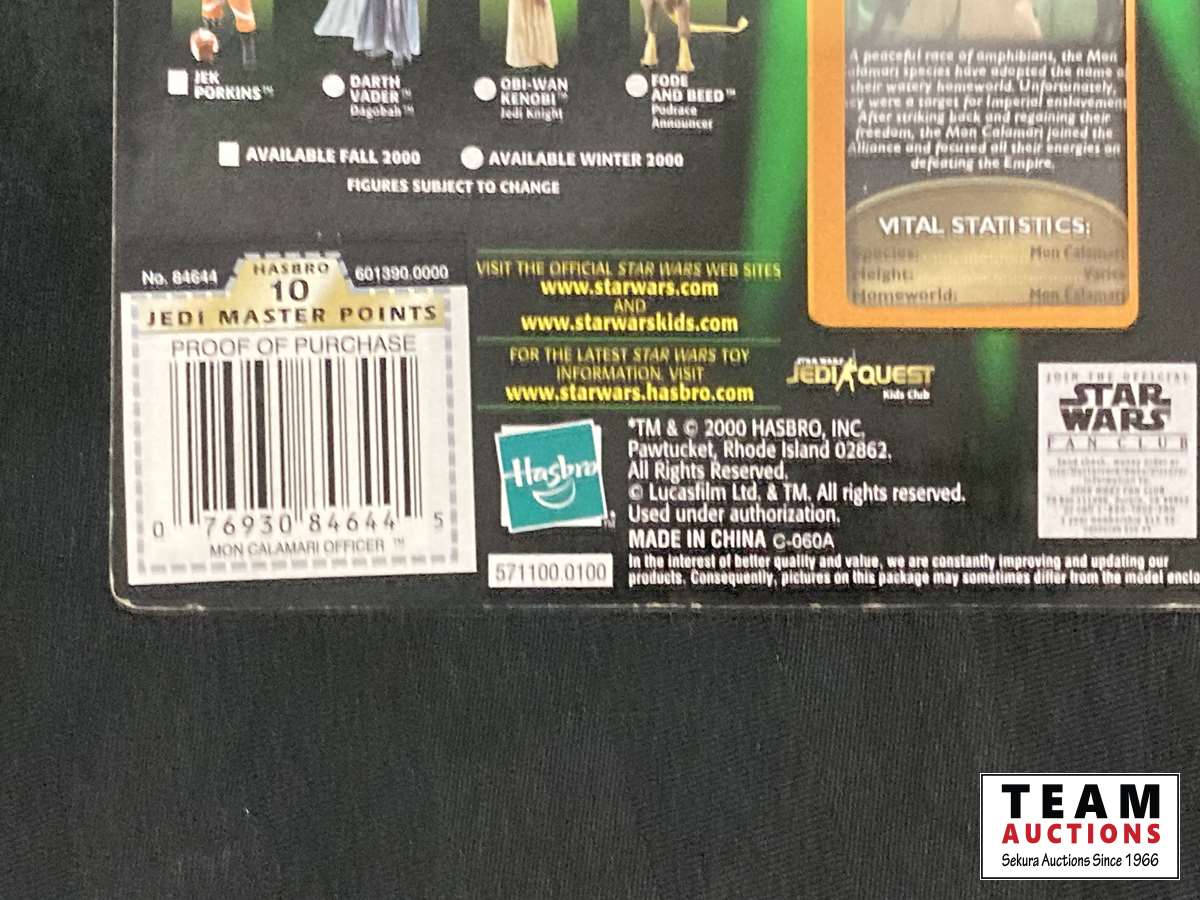 JEK
PORKINS™
DARTH
VADER™
Dagobah™
OBI-WAN
KENOBI™
Jedi Knight
FODE
AND BEED™
Podrace
Announcer
AVAILABLE FALL 2000
AVAILABLE WINTER 2000
FIGURES SUBJECT TO CHANGE
A peaceful race of amphibians, the Mon
species have adopted the name
their watery homeworld. Unfortunately,
were a target for Imperial enslavement
After striking back and regaining their
freedom, the Mon Calamari joined the
Alliance and focused all their energies on
defeating the Empire.
VITAL STATISTICS:
Species: Mon Calamari
Height: Varies
Homeworld: Mon Calamari
No. 84644
HASBRO
601390.0000
10
JEDI MASTER POINTS
PROOF OF PURCHASE
0 76930 84644 5
MON CALAMARI OFFICER ™
VISIT THE OFFICIAL STAR WARS WEB SITES
www.starwars.com
AND
www.starwarskids.com
FOR THE LATEST STAR WARS TOY
INFORMATION, VISIT
www.starwars.hasbro.com
STAR WARS
JEDI QUEST
Kids Club
JOIN THE OFFICIAL
STAR
WARS
FAN CLUB
Hasbro
™
*TM & © 2000 HASBRO, INC.
Pawtucket, Rhode Island 02862.
All Rights Reserved.
© Lucasfilm Ltd. & TM. All rights reserved.
Used under authorization.
MADE IN CHINA C-060A
571100.0100
In the interest of better quality and value, we are constantly improving and updating our
products. Consequently, pictures on this package may sometimes differ from the model enclo
TEAM
AUCTIONS
Sekura Auctions Since 1966